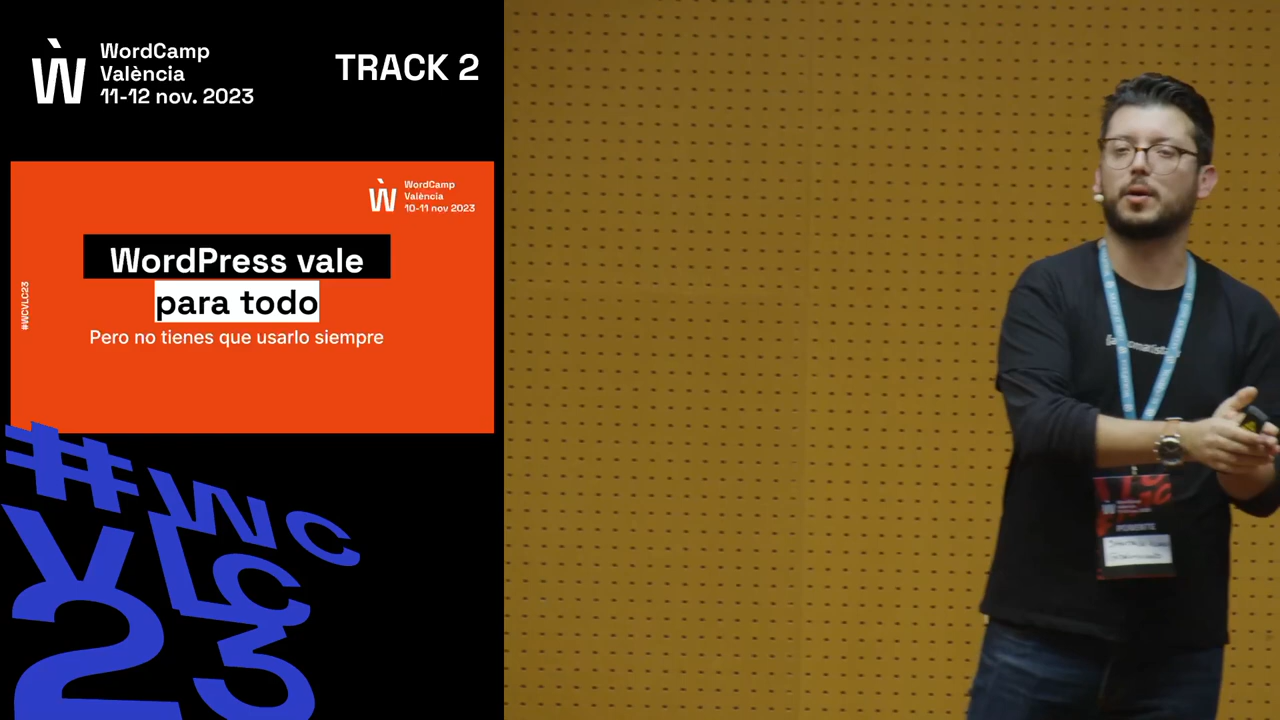 WordCamp
València
11-12 nov. 2023
TRACK 2
WordCamp
València
10-11 nov 2023
#WCVLC23
WordPress vale
para todo
Pero no tienes que usarlo siempre
#WC
VLC
23
PONENTE